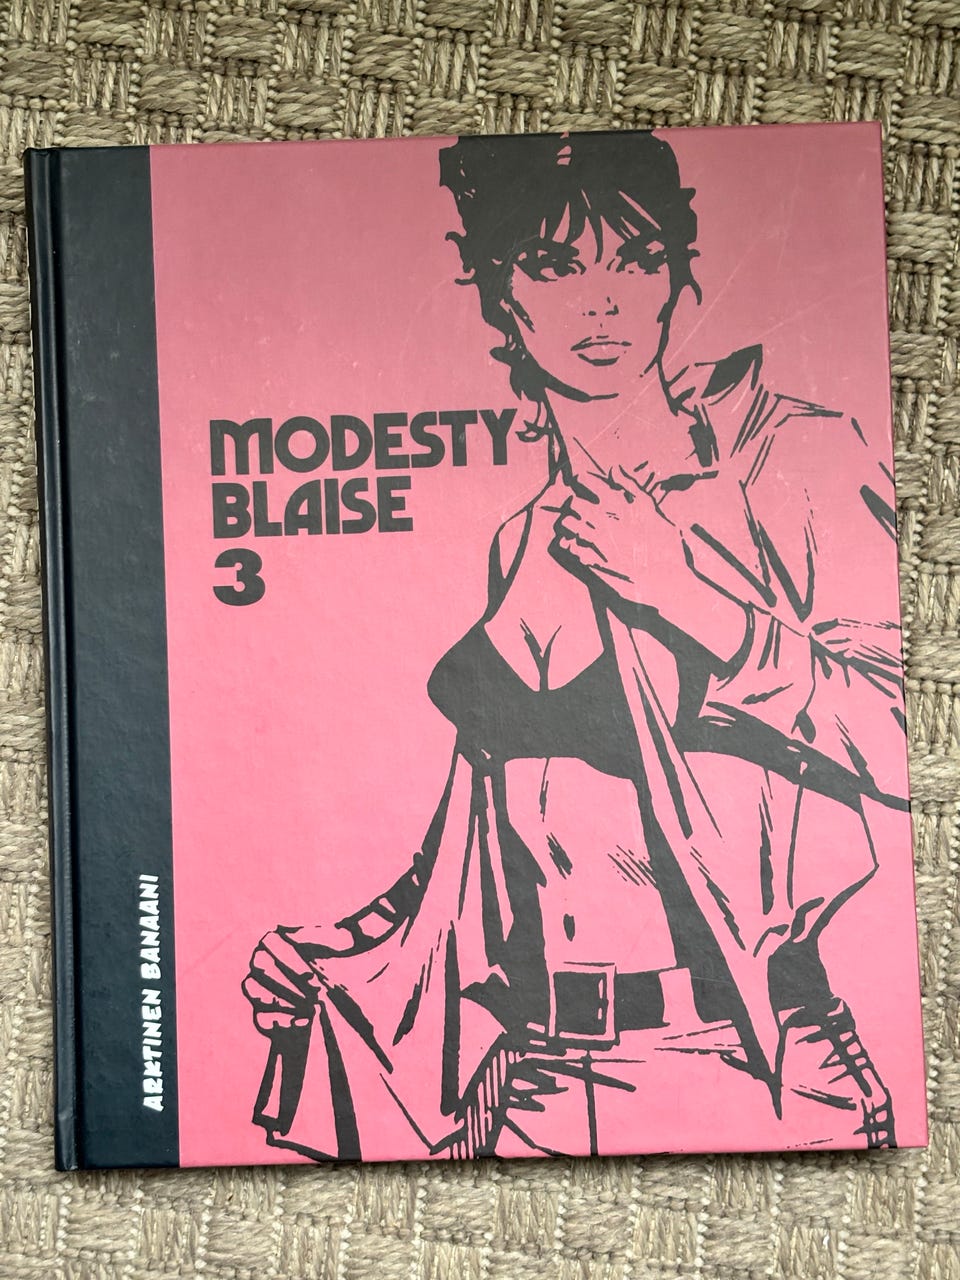 MODESTY
BLAISE
3
ARKTINEN BANAANI